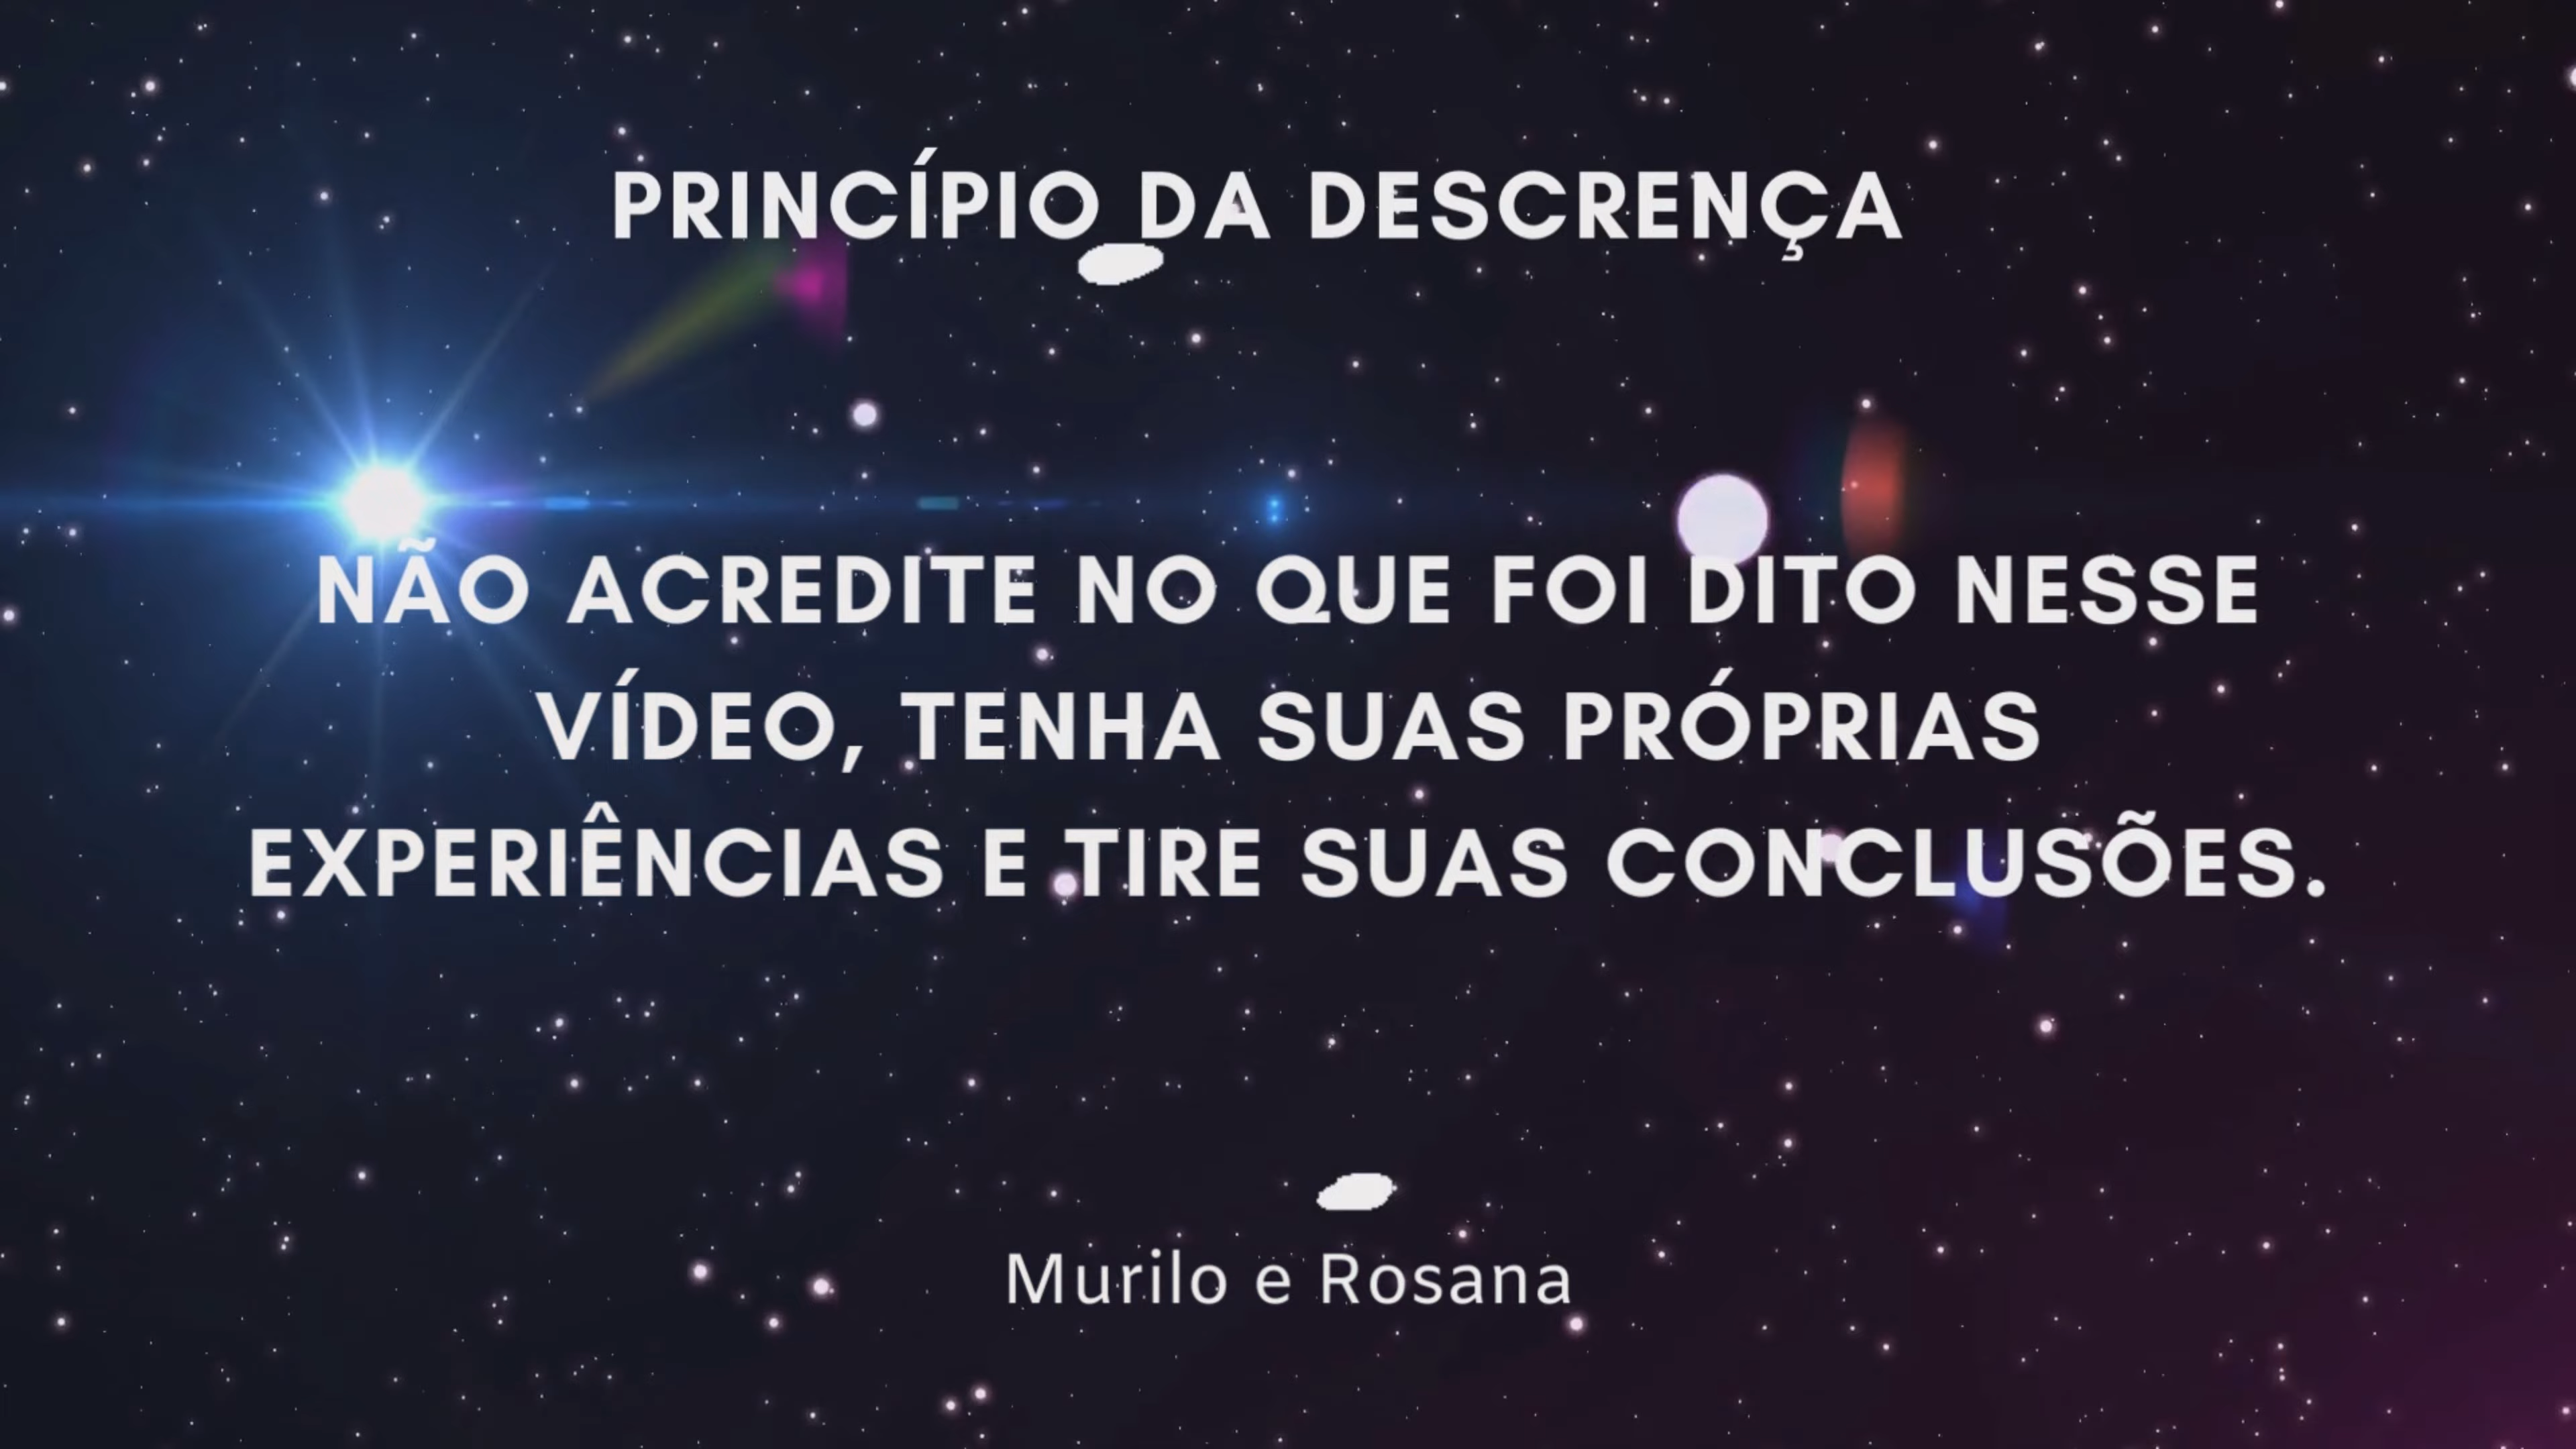 PRINCÍPIO DA DESCRENÇA
NÃO ACREDITE NO QUE FOI DITO NESSE
VÍDEO, TENHA SUAS PRÓPRIAS
EXPERIÊNCIAS E TIRE SUAS CONCLUSÕES.
Murilo e Rosana